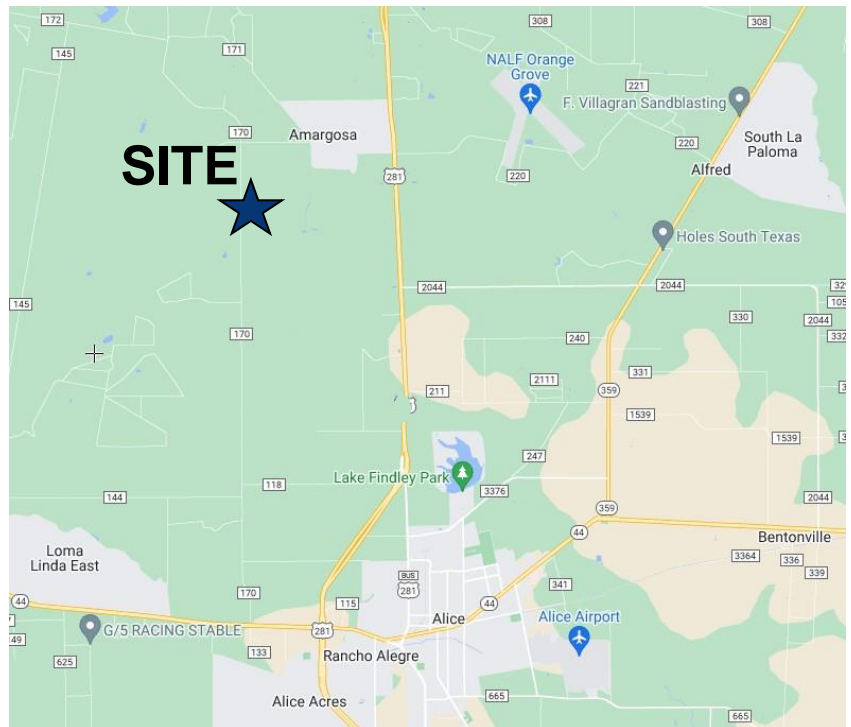 172
308
308
145
171
NALF Orange
Grove
221
F. Villagran Sandblasting
170
Amargosa
220
South La
Paloma
SITE
281
220
Alfred
Holes South Texas
2044
2044
145
330
2044
170
240
332
211
2111
331
359
1539
1539
247
Lake Findley Park
118
3376
144
2044
359
44
Bentonville
Loma
Linda East
3364
336
339
BUS
281
341
170
44
115
44
Alice
Alice Airport
G/5 RACING STABLE
281
49
625
133
Rancho Alegre
Alice Acres
665
665